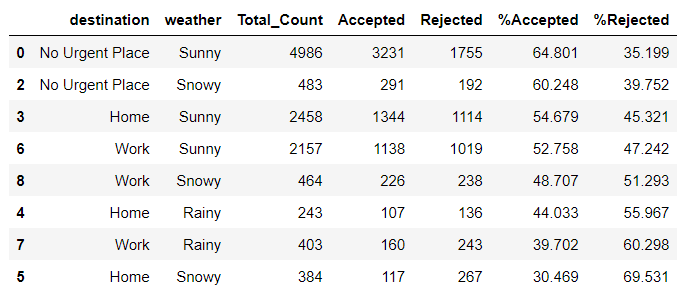 destination weather Total_Count Accepted Rejected %Accepted %Rejected
0 No Urgent Place Sunny 4986 3231 1755 64.801 35.199
2 No Urgent Place Snowy 483 291 192 60.248 39.752
3 Home Sunny 2458 1344 1114 54.679 45.321
6 Work Sunny 2157 1138 1019 52.758 47.242
8 Work Snowy 464 226 238 48.707 51.293
4 Home Rainy 243 107 136 44.033 55.967
7 Work Rainy 403 160 243 39.702 60.298
5 Home Snowy 384 117 267 30.469 69.531